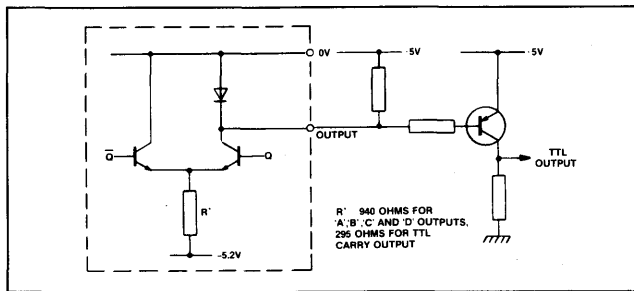 0V
-5V
-5V
OUTPUT
Q̅
Q
TTL
OUTPUT
R*
R* 940 OHMS FOR
'A','B','C' AND 'D' OUTPUTS,
295 OHMS FOR TTL
CARRY OUTPUT
-5.2V